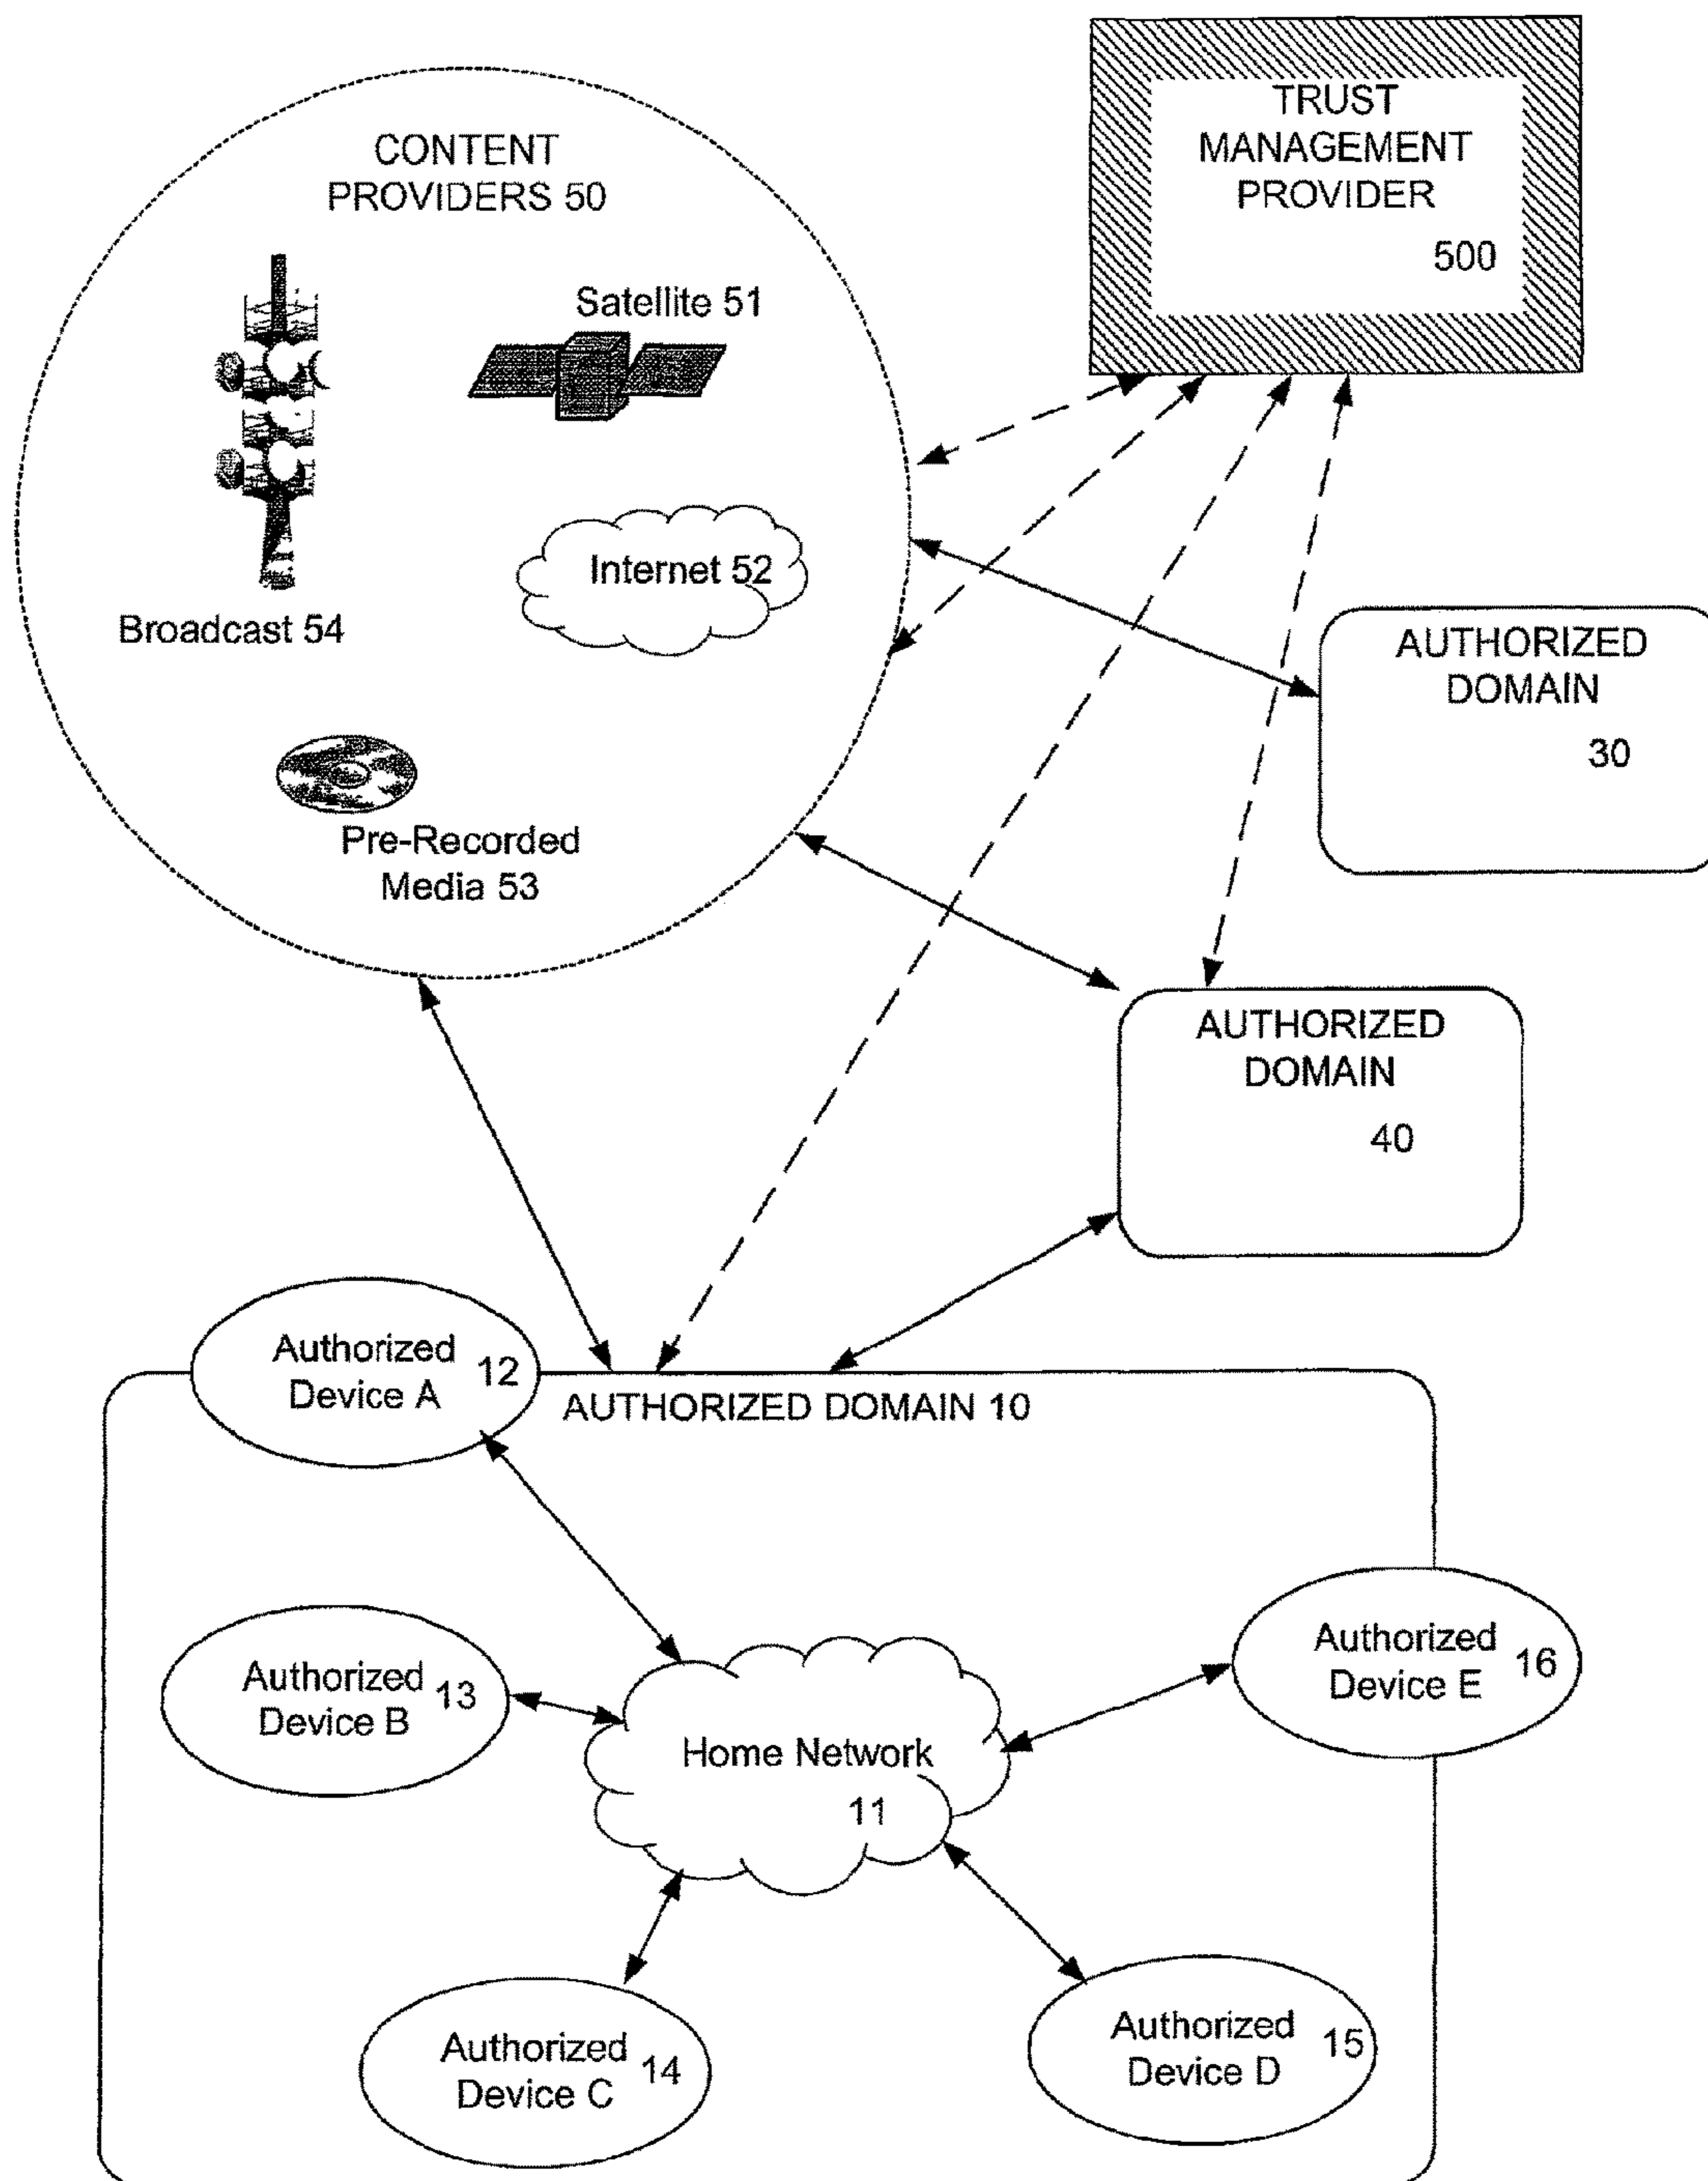 CONTENT
PROVIDERS 50
Satellite 51
Internet 52
Broadcast 54
Pre-Recorded
Media 53
TRUST
MANAGEMENT
PROVIDER
500
AUTHORIZED
DOMAIN
30
AUTHORIZED
DOMAIN
40
Authorized
Device A
12
AUTHORIZED DOMAIN 10
Authorized
Device B
13
Home Network
11
Authorized
Device E
16
Authorized
Device C
14
Authorized
Device D
15